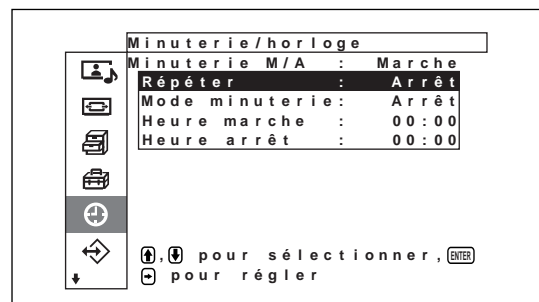 Minuterie/horloge
Minuterie M/A : Marche
Répéter : Arrêt
Mode minuterie: Arrêt
Heure marche : 00:00
Heure arrêt : 00:00
, pour sélectionner, ENTER
pour régler